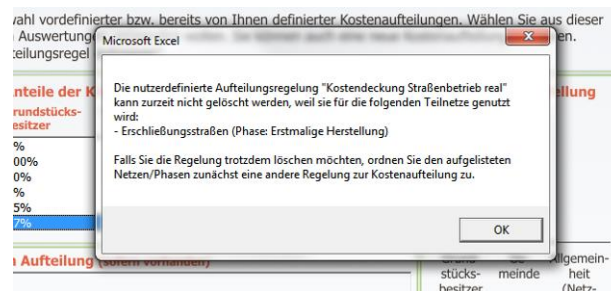 wahl vordefinierter bzw. bereits von Ihnen definierter Kostenaufteilungen. Wählen Sie aus dieser
Auswertunge en.
teilungsregel
Microsoft Excel
Die nutzerdefinierte Aufteilungsregelung "Kostendeckung Straßenbetrieb real"
kann zurzeit nicht gelöscht werden, weil sie für die folgenden Teilnetze genutzt
wird:
- Erschließungsstraßen (Phase: Erstmalige Herstellung)
Falls Sie die Regelung trotzdem löschen möchten, ordnen Sie den aufgelisteten
Netzen/Phasen zunächst eine andere Regelung zur Kostenaufteilung zu.
OK
nteile der K
ellung
rundstücks-
esitzer
%
00%
0%
%
5%
7%
n Aufteilung (sofern vorhanden)
Allgemein-
stücks- meinde heit
besitzer (Netz-